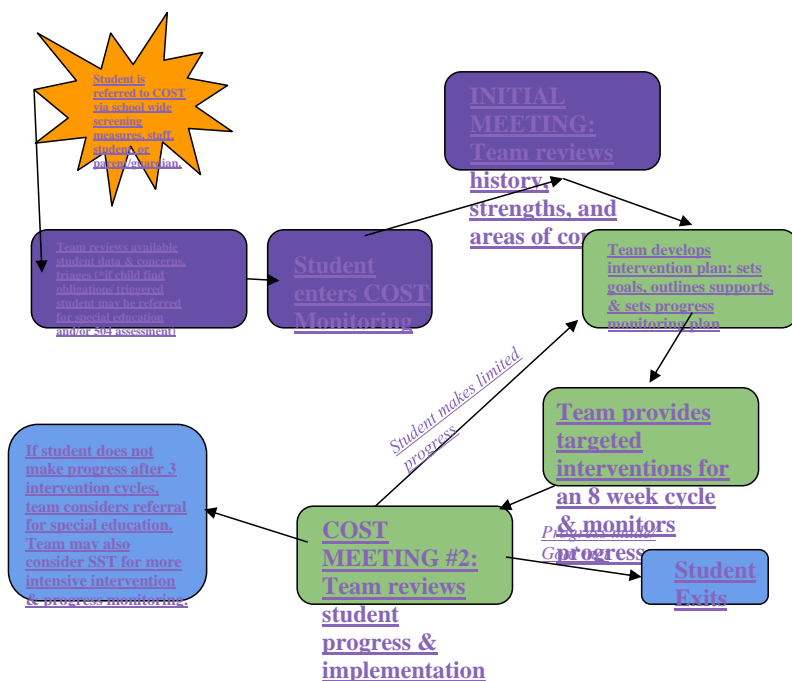 Student is
referred to COST
via school wide
screening
measures, staff,
student, or
parent/guardian.
INITIAL
MEETING:
Team reviews
history,
strengths, and
areas of
Team reviews available
student data & concerns,
triages (*if child find
obligations triggered
student may be referred
for special education
and/or 504 assessment)
Student
enters COST
Monitoring
Team develops
intervention plan: sets
goals, outlines supports,
& sets progress
monitoring plan
Student makes limited
progress
Team provides
targeted
interventions for
an 8 week cycle
& monitors
progress
Progress made/
If student does not
make progress after 3
intervention cycles,
team considers referral
for special education.
Team may also
consider SST for more
intensive intervention
& progress monitoring.
COST
MEETING #2:
Team reviews
student
progress &
implementation
Student
Exits